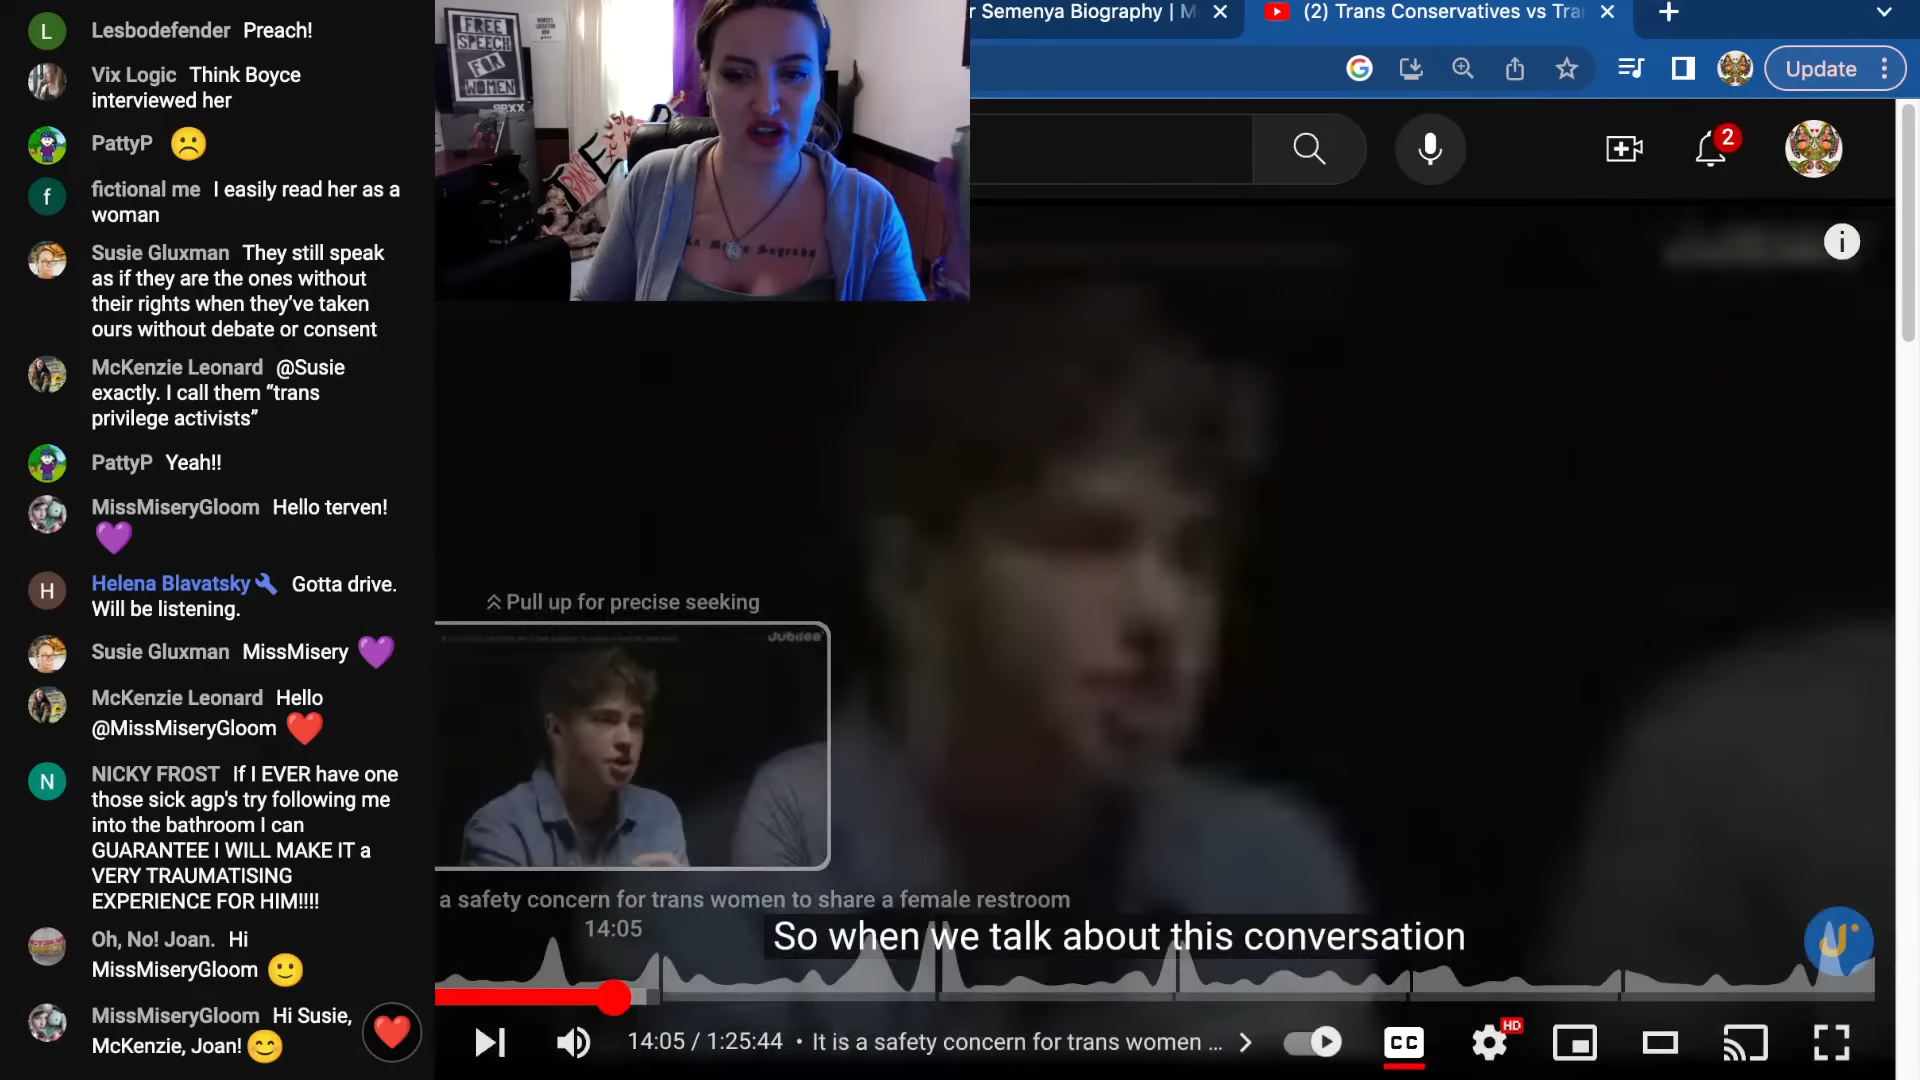 Lesbodefender Preach!
Vix Logic Think Boyce
interviewed her
PattyP
fictional me I easily read her as a
woman
Susie Gluxman They still speak
as if they are the ones without
their rights when they've taken
ours without debate or consent
McKenzie Leonard @Susie
exactly. I call them “trans
privilege activists”
PattyP Yeah!!
MissMiseryGloom Hello terven!
H
Helena Blavatsky Gotta drive.
Will be listening.
Susie Gluxman MissMisery
McKenzie Leonard Hello
@MissMiseryGloom
N
NICKY FROST If I EVER have one
those sick agp's try following me
into the bathroom I can
GUARANTEE I WILL MAKE IT a
VERY TRAUMATISING
EXPERIENCE FOR HIM!!!!
Oh, No! Joan. Hi
MissMiseryGloom
MissMiseryGloom Hi Susie,
McKenzie, Joan!
L
f
FREE
SPEECH
FOR
WOMEN
r Semenya Biography | M
(2) Trans Conservatives vs Tra
Update
2
Pull up for precise seeking
Jubilee
a safety concern for trans women to share a female restroom
14:05
So when we talk about this conversation
14:05 / 1:25:44 • It is a safety concern for trans women ...
CC
HD